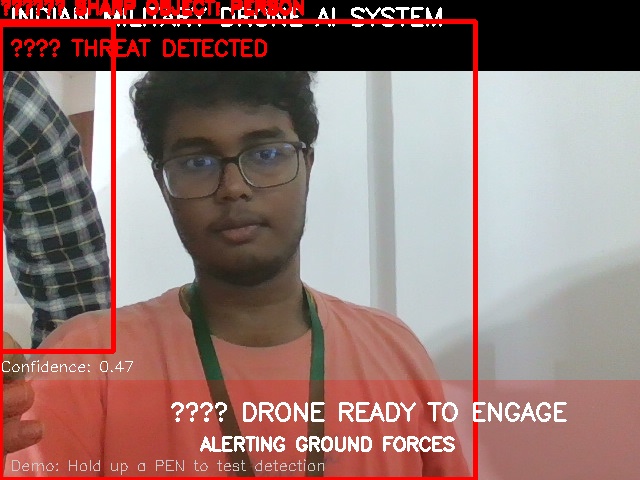 ?????? SHARP OBJECT: PERSON
INDIAN MILITARY DRONE AI SYSTEM
???? THREAT DETECTED
Confidence: 0.47
???? DRONE READY TO ENGAGE
ALERTING GROUND FORCES
Demo: Hold up a PEN to test detection